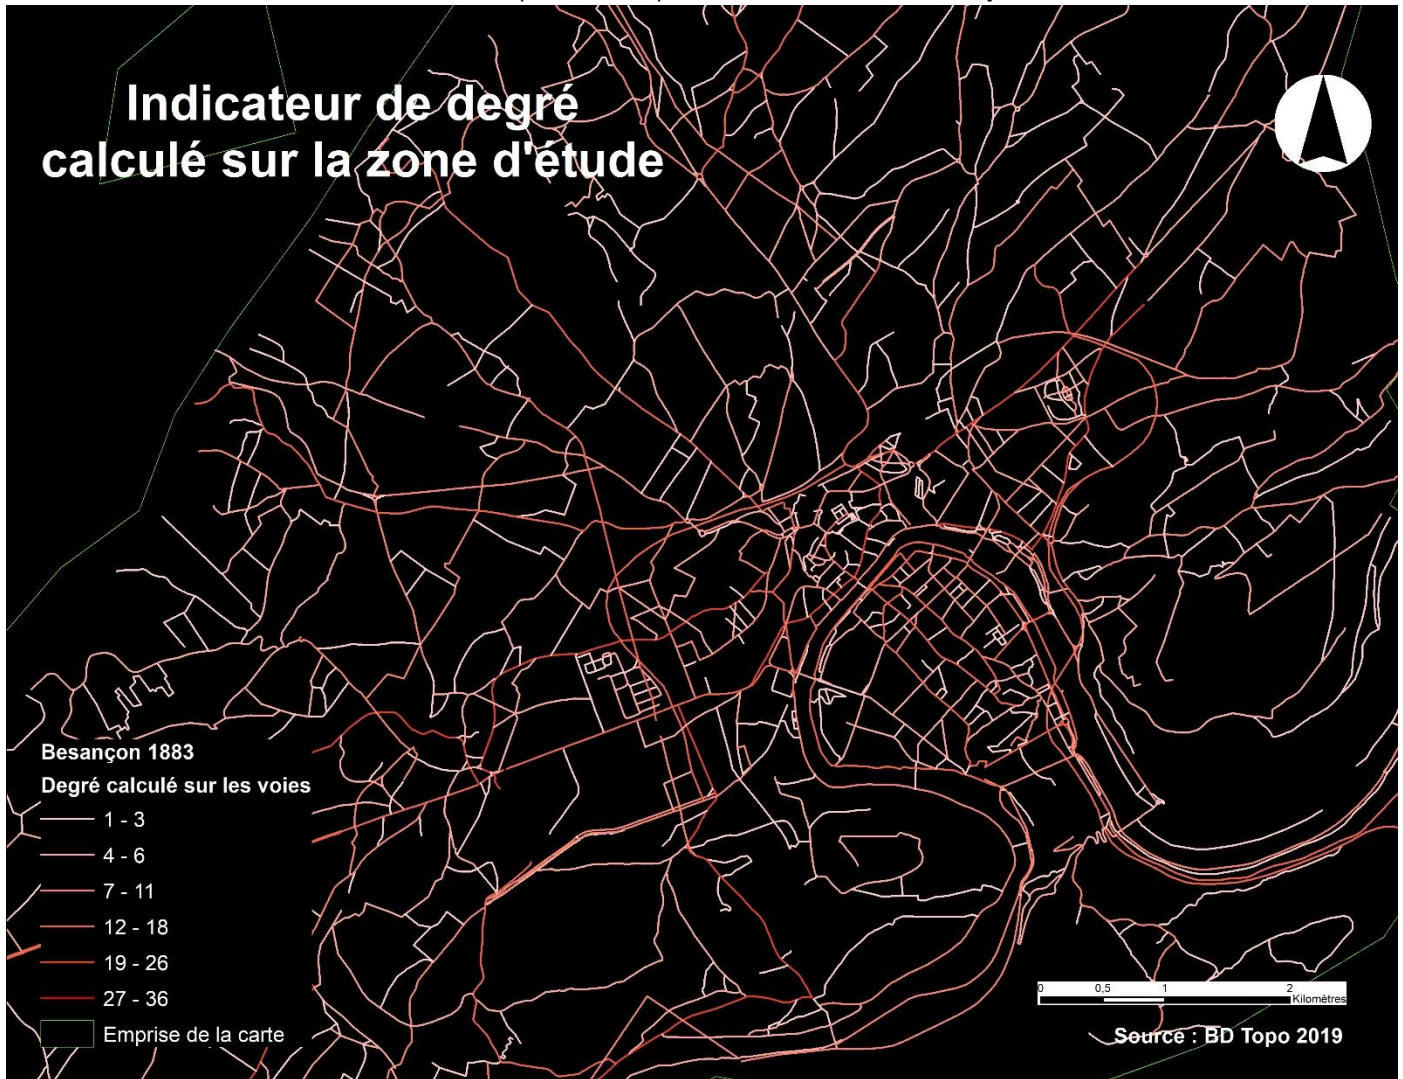 Indicateur de degré
calculé sur la zone d'étude
Besançon 1883
Degré calculé sur les voies
1 - 3
4 - 6
7 - 11
12 - 18
19 - 26
27 - 36
Emprise de la carte
0 0,5 1 2
Kilomètres
Source : BD Topo 2019